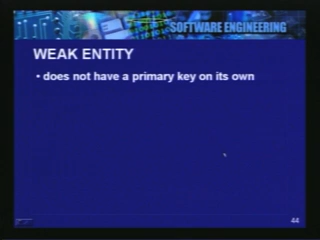 SOFTWARE ENGINEERING
WEAK ENTITY
• does not have a primary key on its own
44